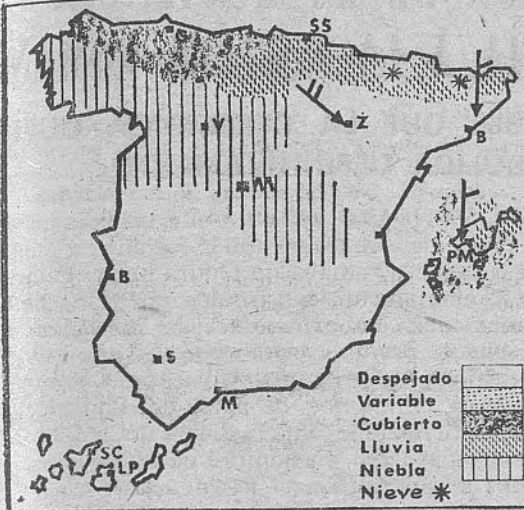 SS
V
Z
B
M
PM
B
S
M
SC
LP
Despejado
Variable
Cubierto
Lluvia
Niebla
Nieve